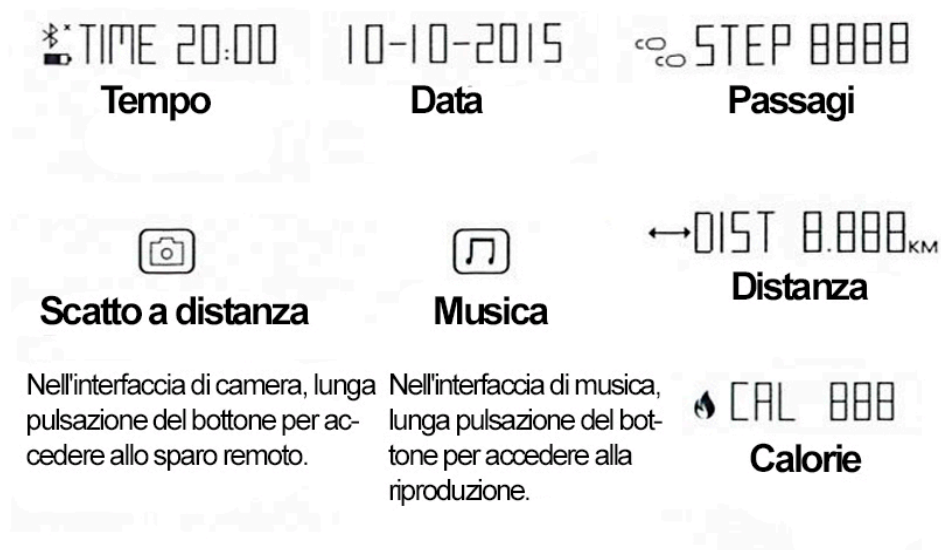 TIME 20:00
10-10-2015
STEP 8888
Tempo
Data
Passagi
DIST 8.888KM
Scatto a distanza
Musica
Distanza
Nell'interfaccia di camera, lunga
pulsazione del bottone per ac-
cedere allo sparo remoto.
Nell'interfaccia di musica,
lunga pulsazione del bot-
tone per accedere alla
riproduzione.
CAL 888
Calorie